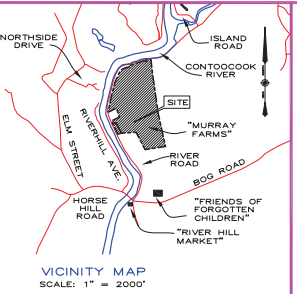 NORTHSIDE
DRIVE
ISLAND
ROAD
CONTOOCOOK
RIVER
SITE
"MURRAY
FARMS"
ELM STREET
RIVERHILL AVE.
RIVER
ROAD
BOG ROAD
HORSE
HILL
ROAD
"FRIENDS OF
FORGOTTEN
CHILDREN"
"RIVER HILL
MARKET"
VICINITY MAP
SCALE: 1" = 2000'